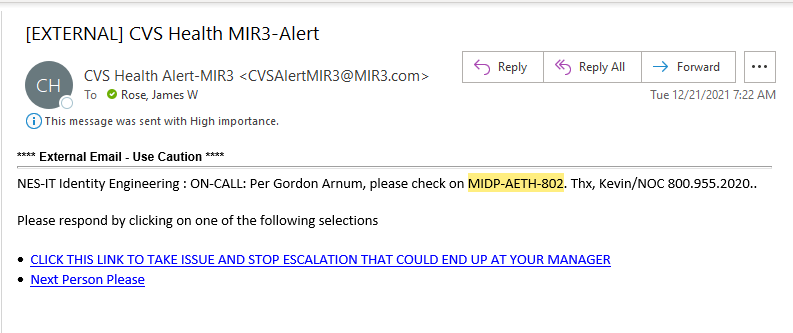 [EXTERNAL] CVS Health MIR3-Alert
CH
CVS Health Alert-MIR3 <CVSAlertMIR3@MIR3.com>
To Rose, James W
Reply
Reply All
Forward
...
Tue 12/21/2021 7:22 AM
This message was sent with High importance.
**** External Email - Use Caution ****
NES-IT Identity Engineering : ON-CALL: Per Gordon Arnum, please check on MIDP-AETH-802. Thx, Kevin/NOC 800.955.2020..
Please respond by clicking on one of the following selections
• CLICK THIS LINK TO TAKE ISSUE AND STOP ESCALATION THAT COULD END UP AT YOUR MANAGER
• Next Person Please